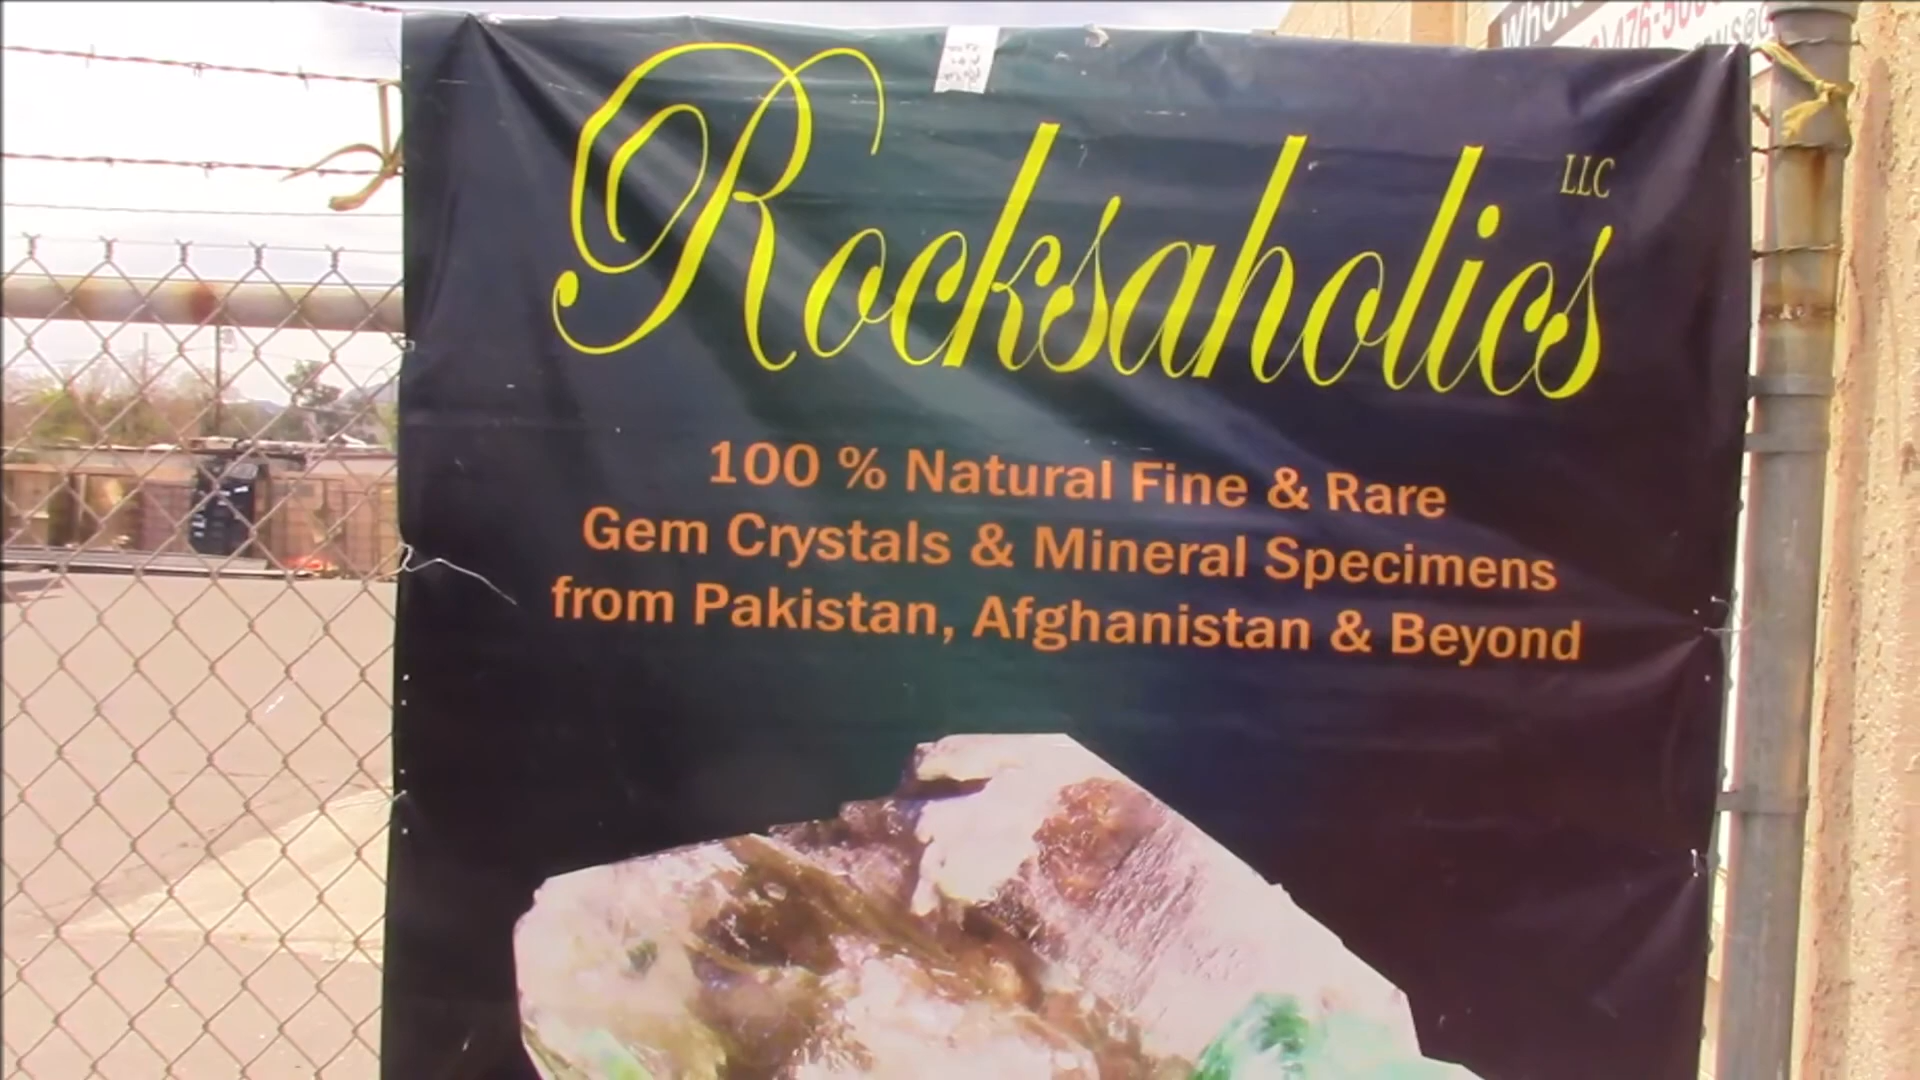 Rocksaholics LLC
100 % Natural Fine & Rare
Gem Crystals & Mineral Specimens
from Pakistan, Afghanistan & Beyond